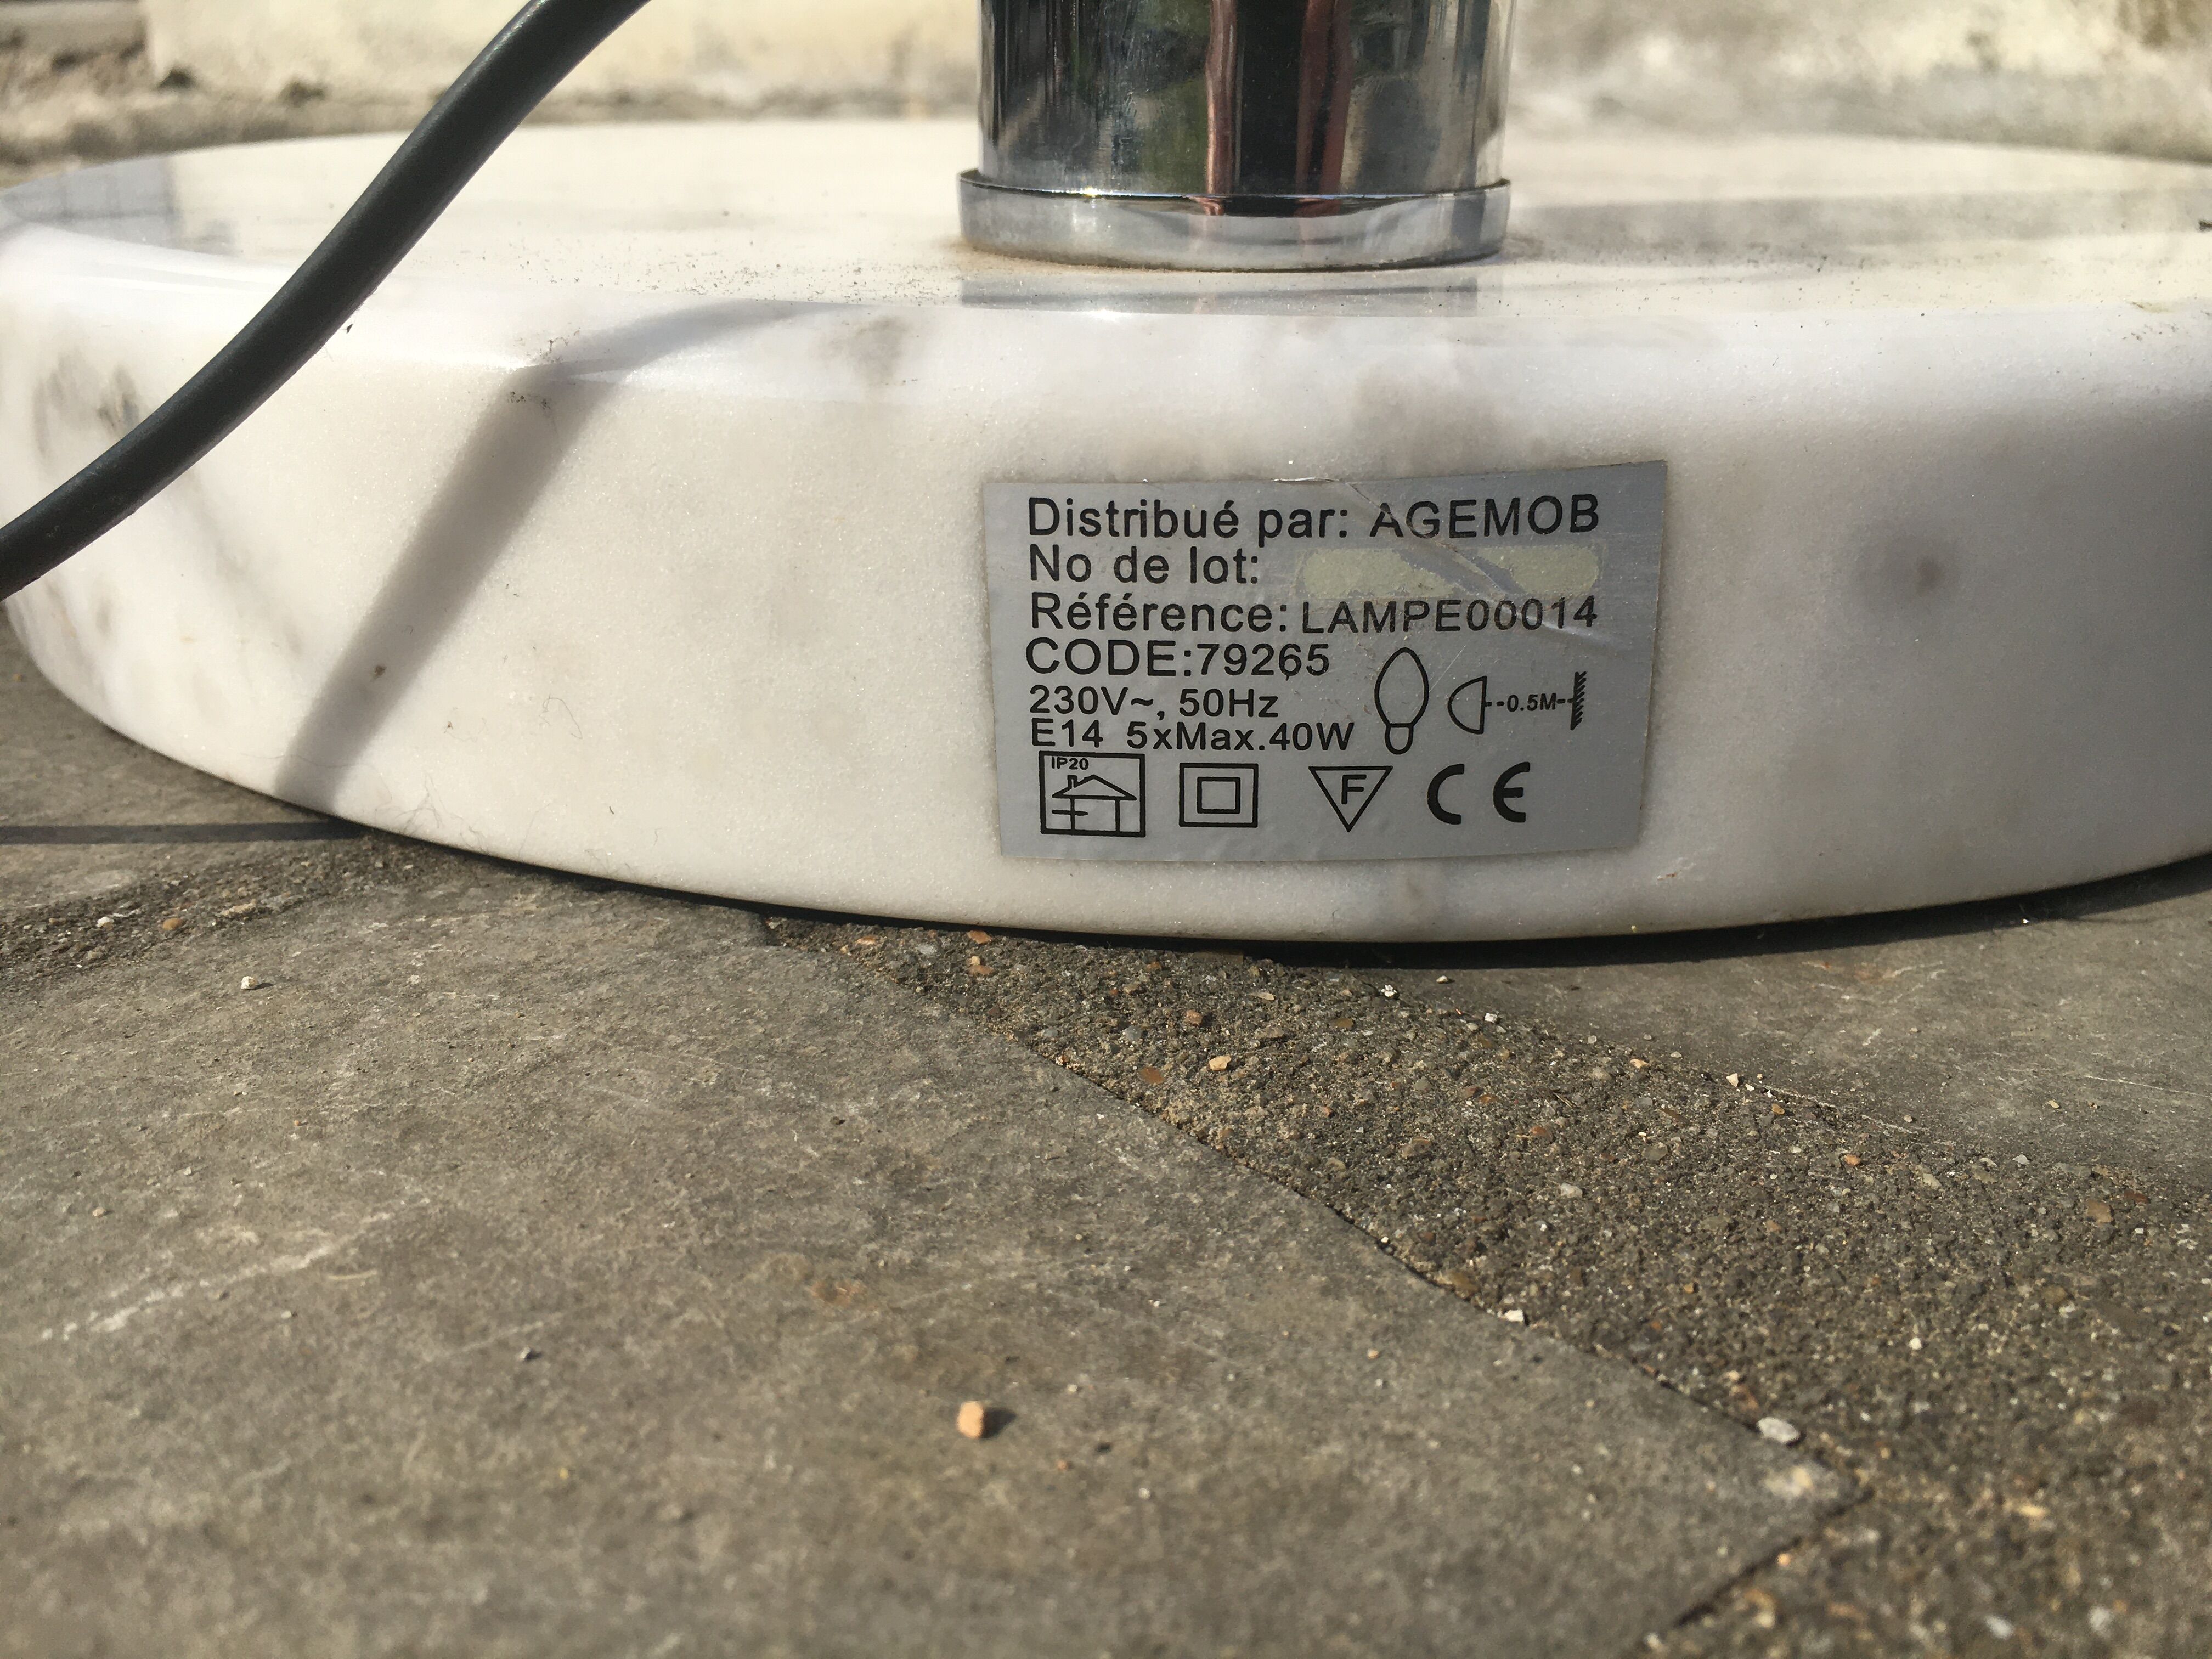 Distribué par: AGEMOB
No de lot:
Référence: LAMPE00014
CODE:79265
230V~, 50Hz
E14 5xMax.40W
-0.5M-
IP20
F
CE